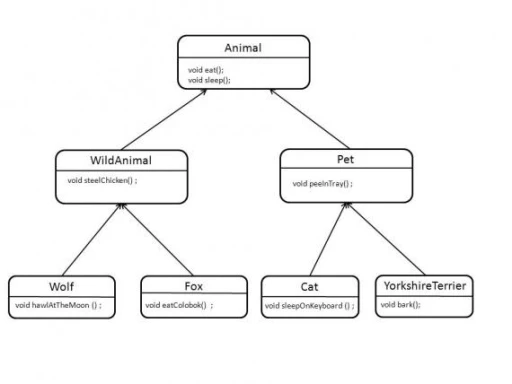 Animal
void eat();
void sleep();
WildAnimal
void steelChicken() ;
Pet
void peeInTray() ;
Wolf
void hawlAtTheMoon () ;
Fox
void eatColobok() ;
Cat
void sleepOnKeyboard () ;
YorkshireTerrier
void bark();